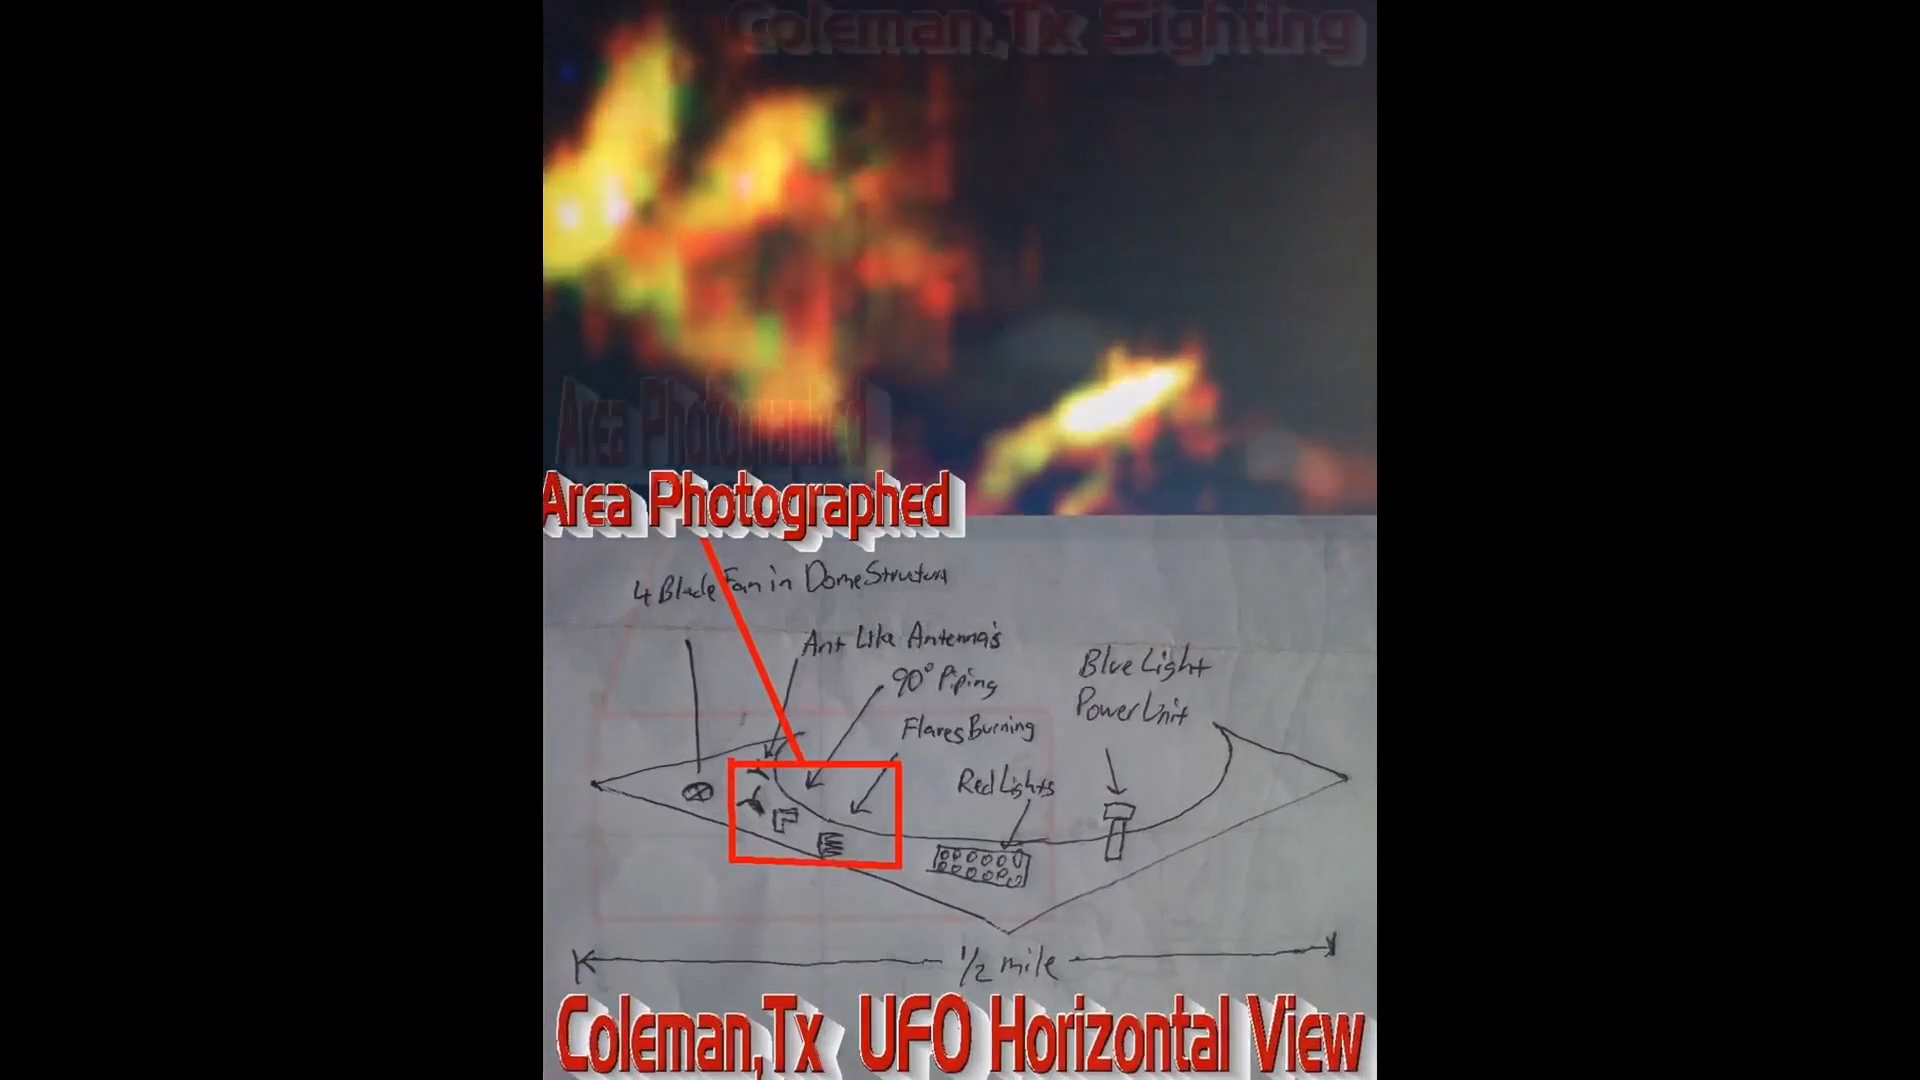 Coleman,Tx Sighting
Area Photographed
Area Photographed
4 Blade Fan in Dome Structure
Ant Like Antenna's
90° Piping
Flares Burning
Blue Light
Power Unit
Red Lights
1/2 mile
Coleman,Tx UFO Horizontal View